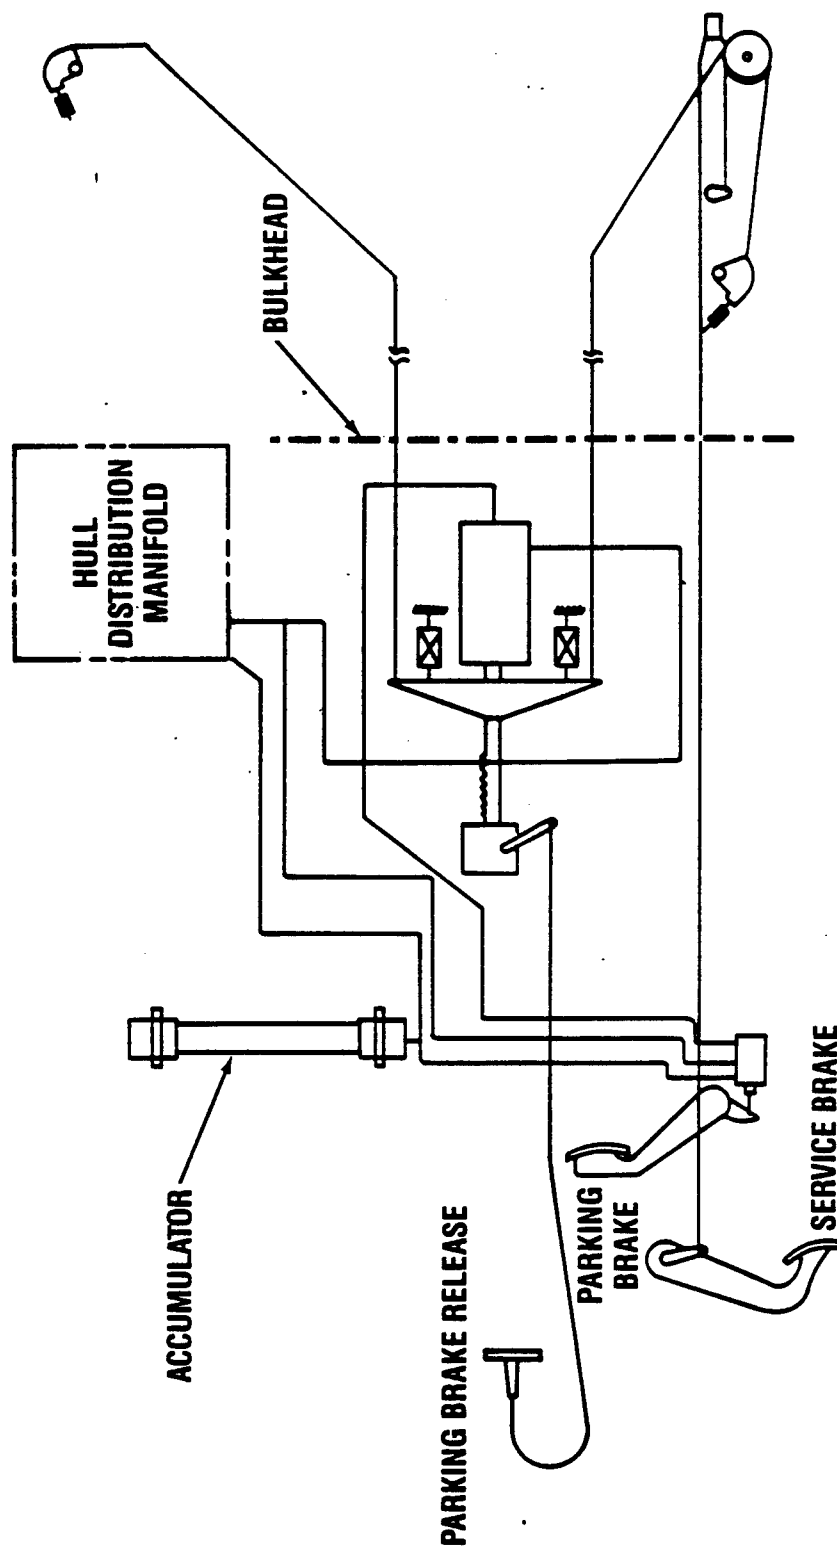 HULL
DISTRIBUTION
MANIFOLD
BULKHEAD
ACCUMULATOR
PARKING BRAKE RELEASE
PARKING
BRAKE
SERVICE BRAKE